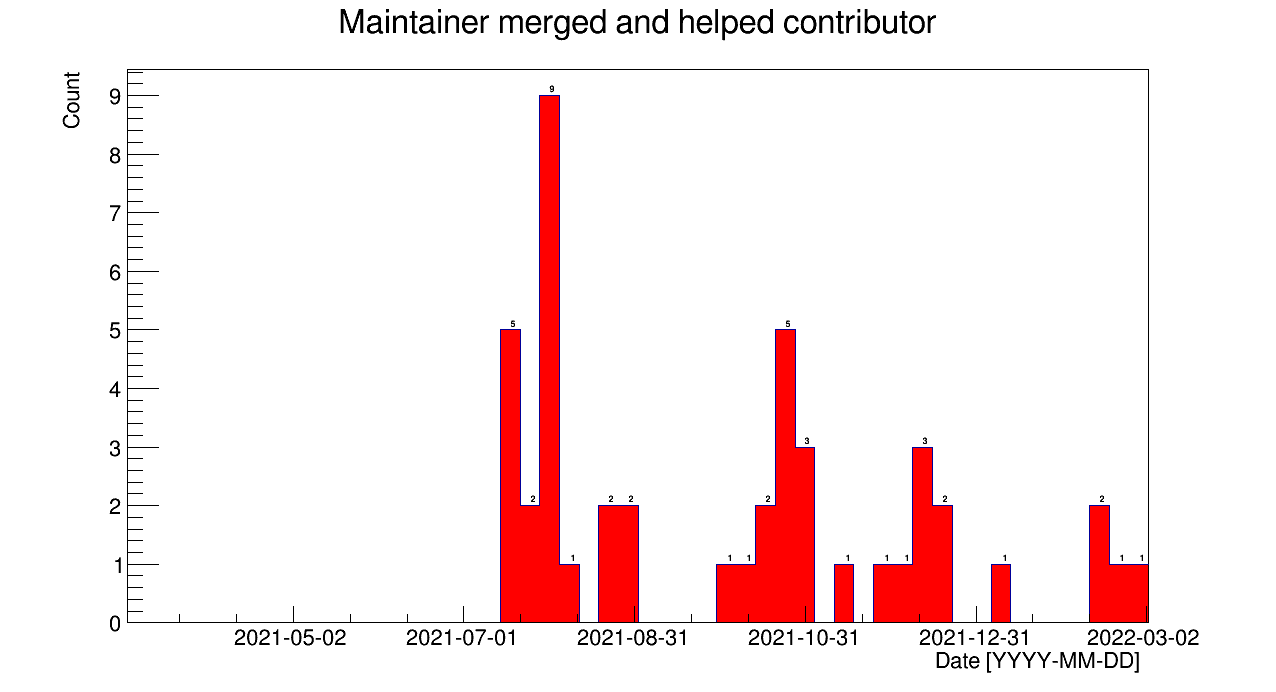 Maintainer merged and helped contributor
Count
9
8
7
6
5
4
3
2
1
0
5 2 9 1 2 2 1 1 2 5 3 1 1 1 3 2 1 2 1 1
2021-05-02 2021-07-01 2021-08-31 2021-10-31 2021-12-31 2022-03-02
Date [YYYY-MM-DD]